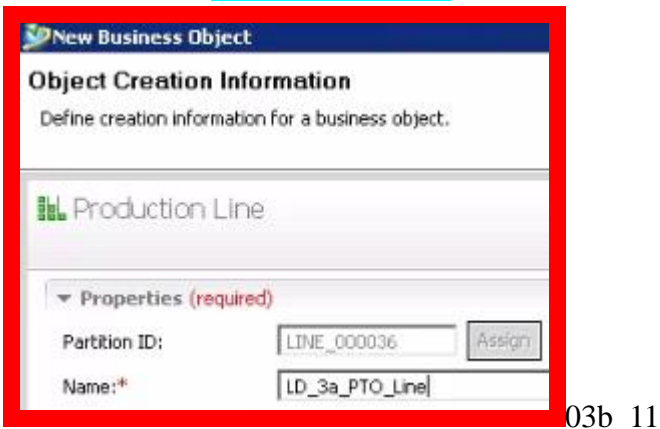 New Business Object
Object Creation Information
Define creation information for a business object.
Production Line
Properties (required)
Partition ID: LINE_000036 Assign
Name:* LD_3a_PTO_Line
03b 11